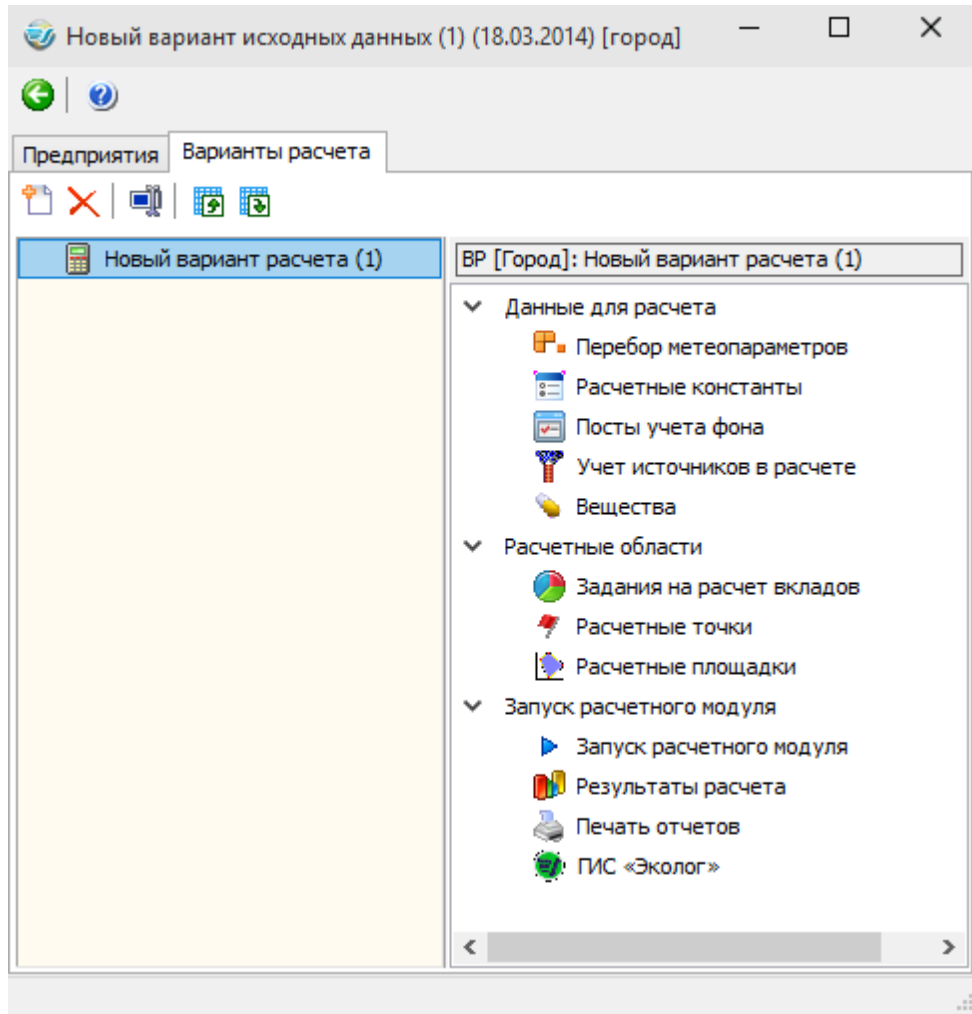 Новый вариант исходных данных (1) (18.03.2014) [город]
Предприятия Варианты расчета
Новый вариант расчета (1)
ВР [Город]: Новый вариант расчета (1)
Данные для расчета
Перебор метеопараметров
Расчетные константы
Посты учета фона
Учет источников в расчете
Вещества
Расчетные области
Задания на расчет вкладов
Расчетные точки
Расчетные площадки
Запуск расчетного модуля
Запуск расчетного модуля
Результаты расчета
Печать отчетов
ГИС «Эколог»